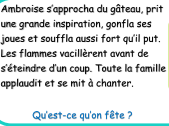 Ambroise s'approcha du gâteau, prit
une grande inspiration, gonfla ses
joues et souffla aussi fort qu'il put.
Les flammes vacillèrent avant de
s'éteindre d'un coup. Toute la famille
applaudit et se mit à chanter.
Qu'est-ce qu'on fête ?